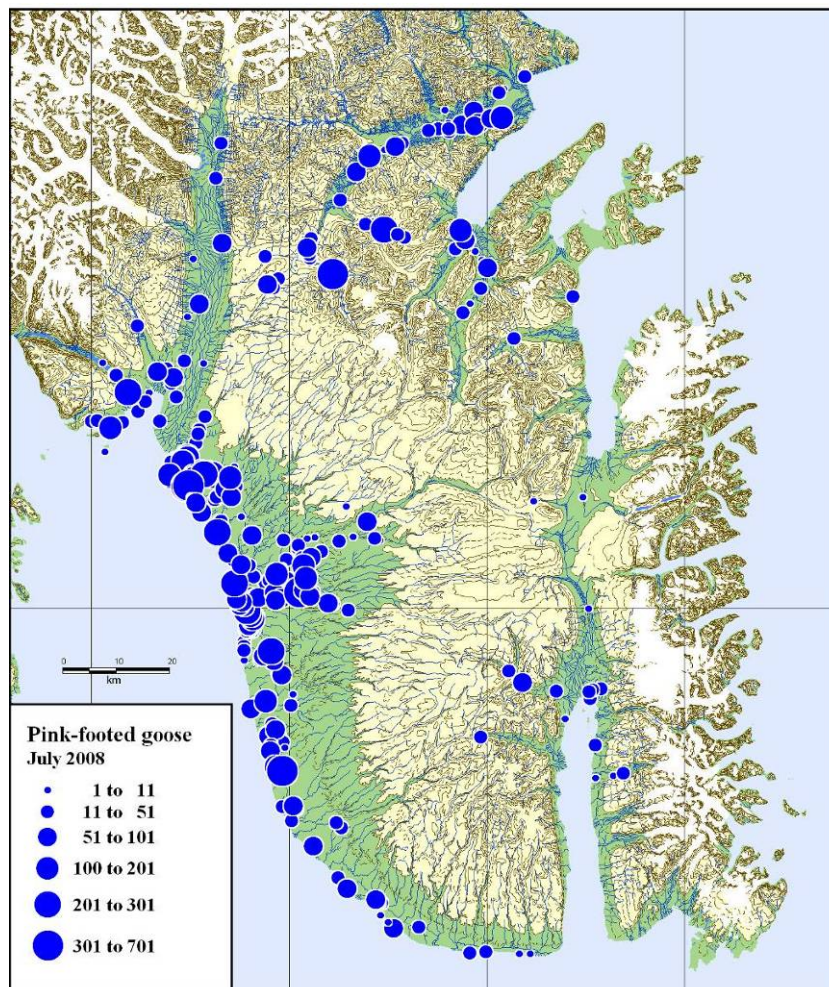 0 10 20
km
Pink-footed goose
July 2008
1 to 11
11 to 51
51 to 101
100 to 201
201 to 301
301 to 701